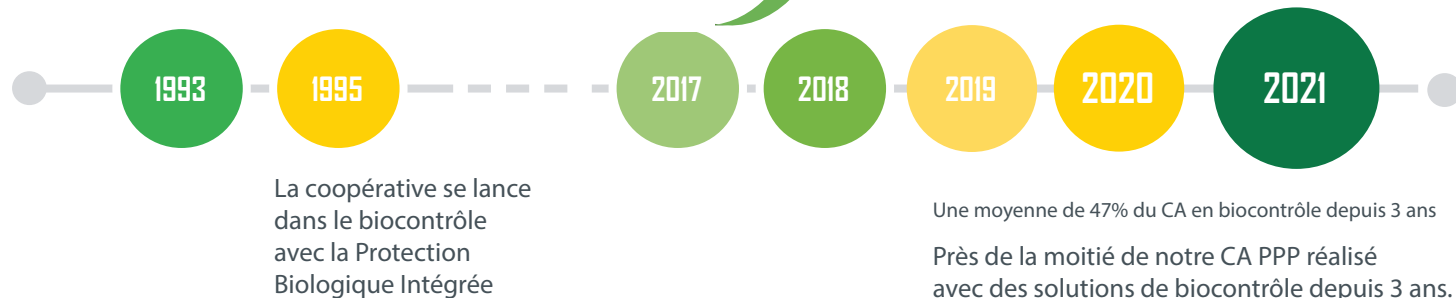 1993
1995
2017
2018
2019
2020
2021
La coopérative se lance
dans le biocontrôle
avec la Protection
Biologique Intégrée
Une moyenne de 47% du CA en biocontrôle depuis 3 ans
Près de la moitié de notre CA PPP réalisé
avec des solutions de biocontrôle depuis 3 ans.